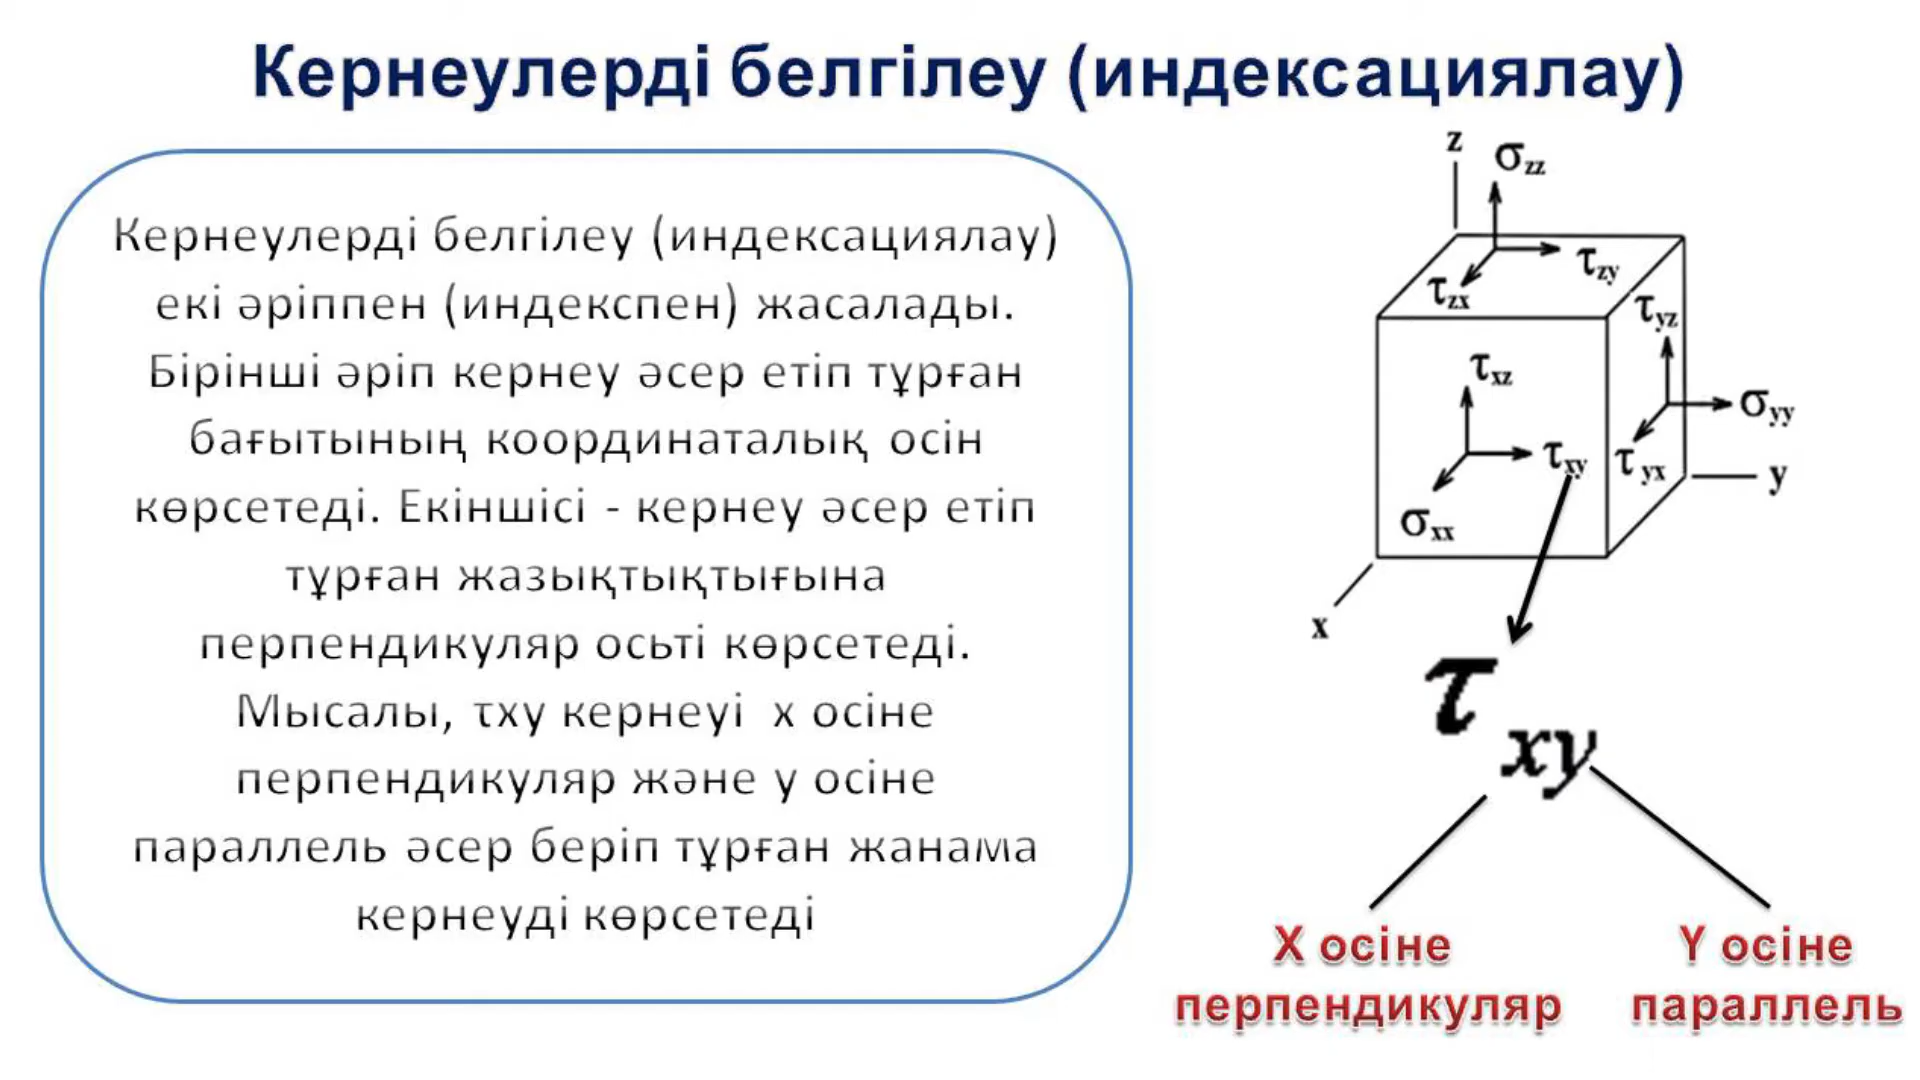 Кернеулерді белгілеу (индексациялау)
Кернеулерді белгілеу (индексациялау)
екі әріппен (индекспен) жасалады.
Бірінші әріп кернеу әсер етіп тұрған
бағытының координаталық осін
көрсетеді. Екіншісі - кернеу әсер етіп
тұрған жазықтықтығына
перпендикуляр осьті көрсетеді.
Мысалы, τху кернеуі х осіне
перпендикуляр және у осіне
параллель әсер беріп тұрған жанама
кернеуді көрсетеді
z
σzz
τzy
τzx
τyz
τxz
σyy
τxy
τyx
y
σxx
x
τxy
X осіне
перпендикуляр
Y осіне
параллель